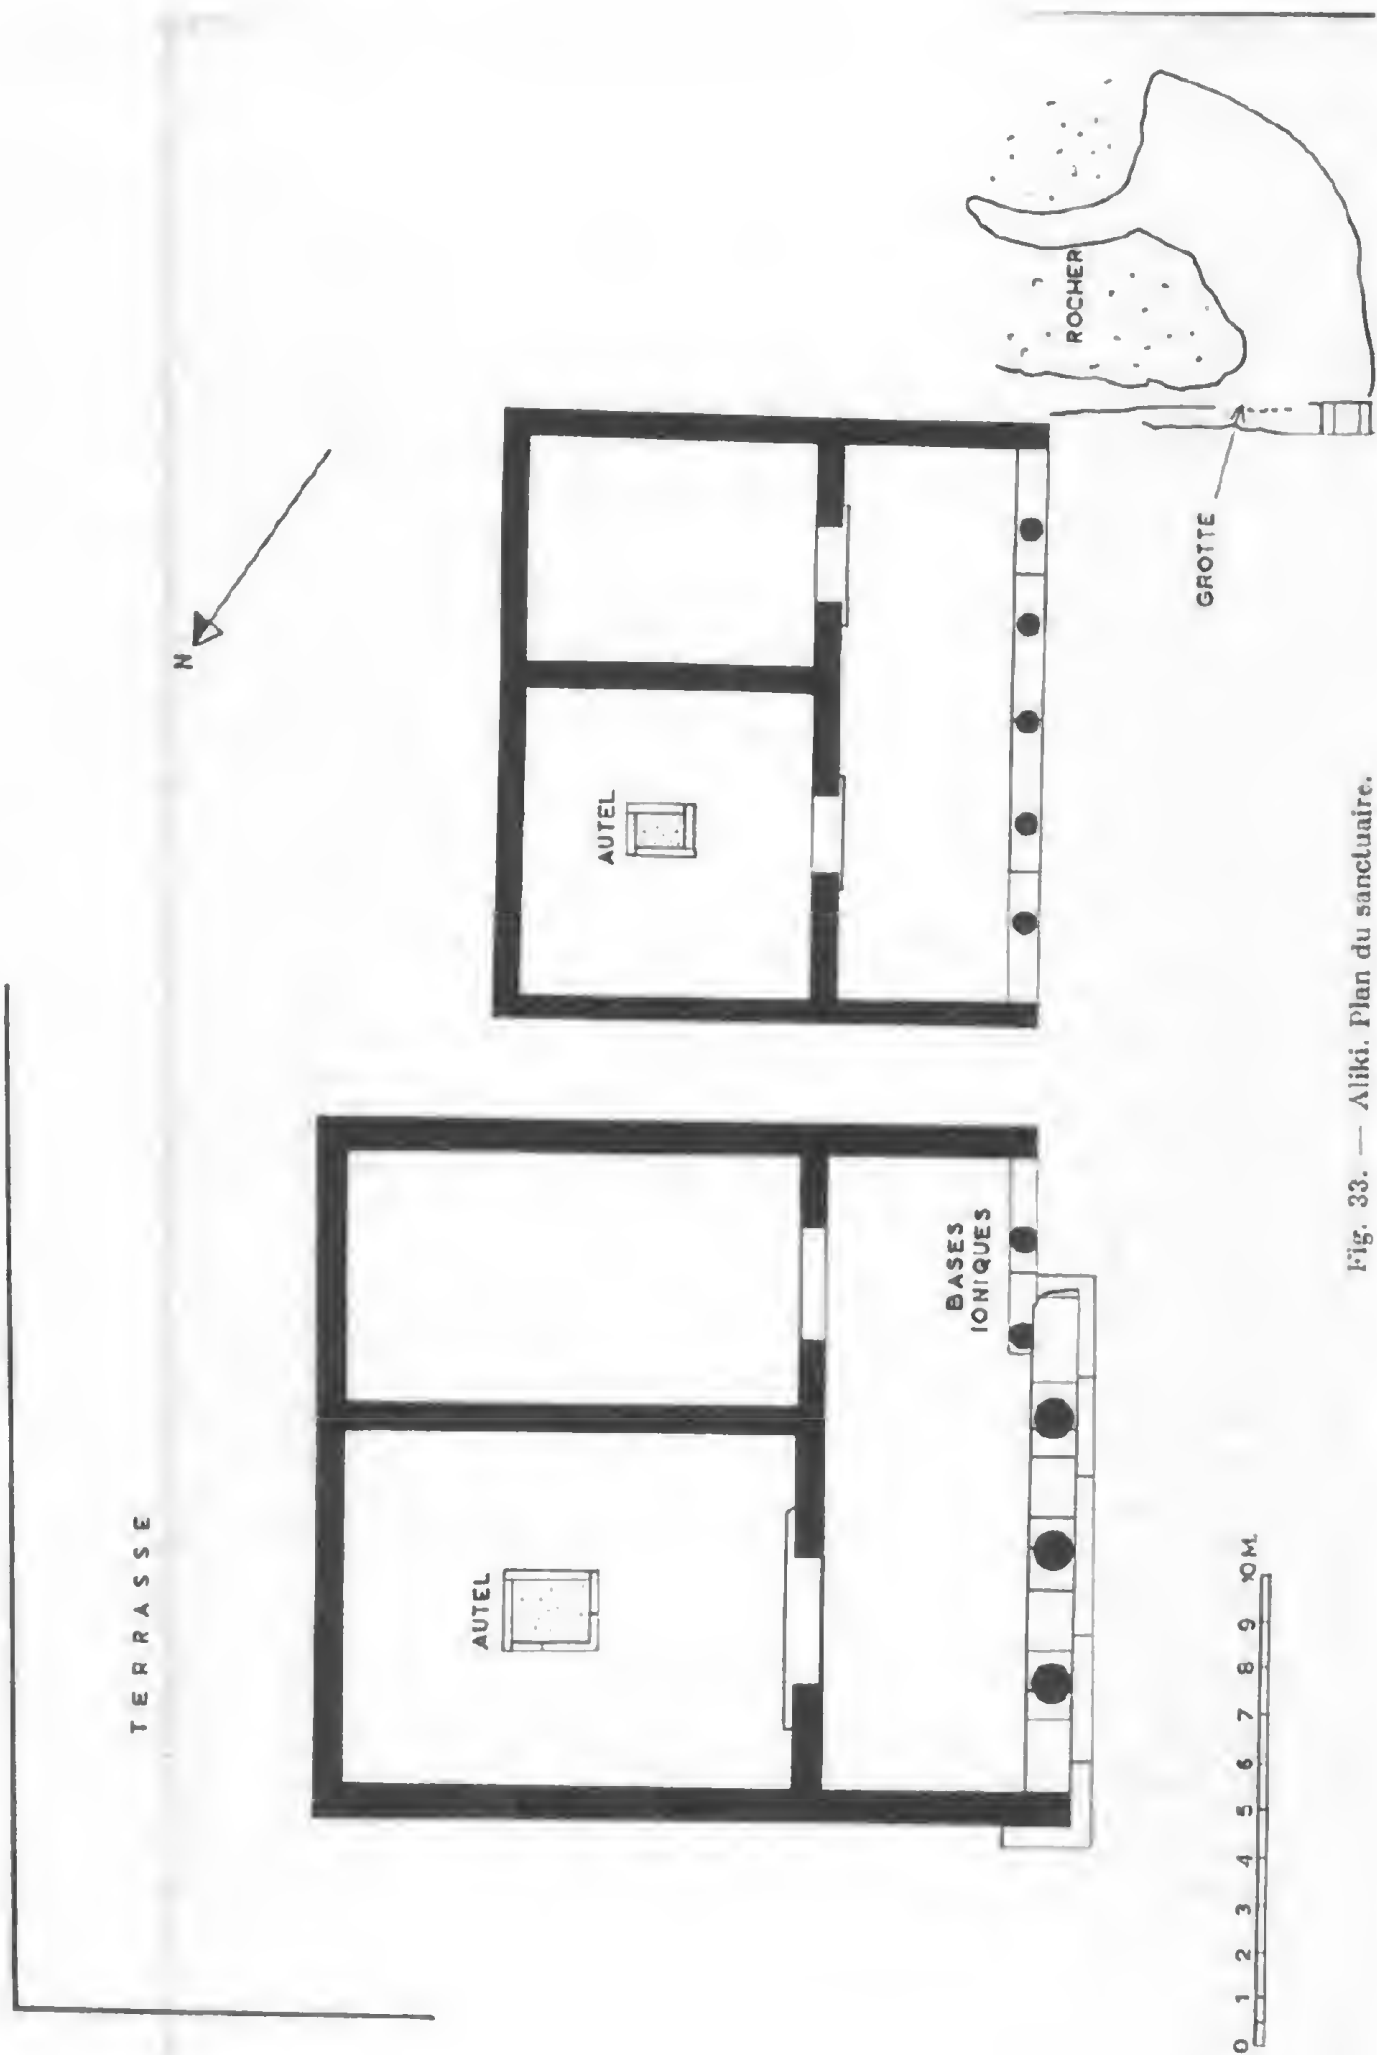 TERRASSE
N
AUTEL
AUTEL
BASES
IONIQUES
ROCHER
GROTTE
0 1 2 3 4 5 6 7 8 9 10 M.
Fig. 33. — Aliki. Plan du sanctuaire.